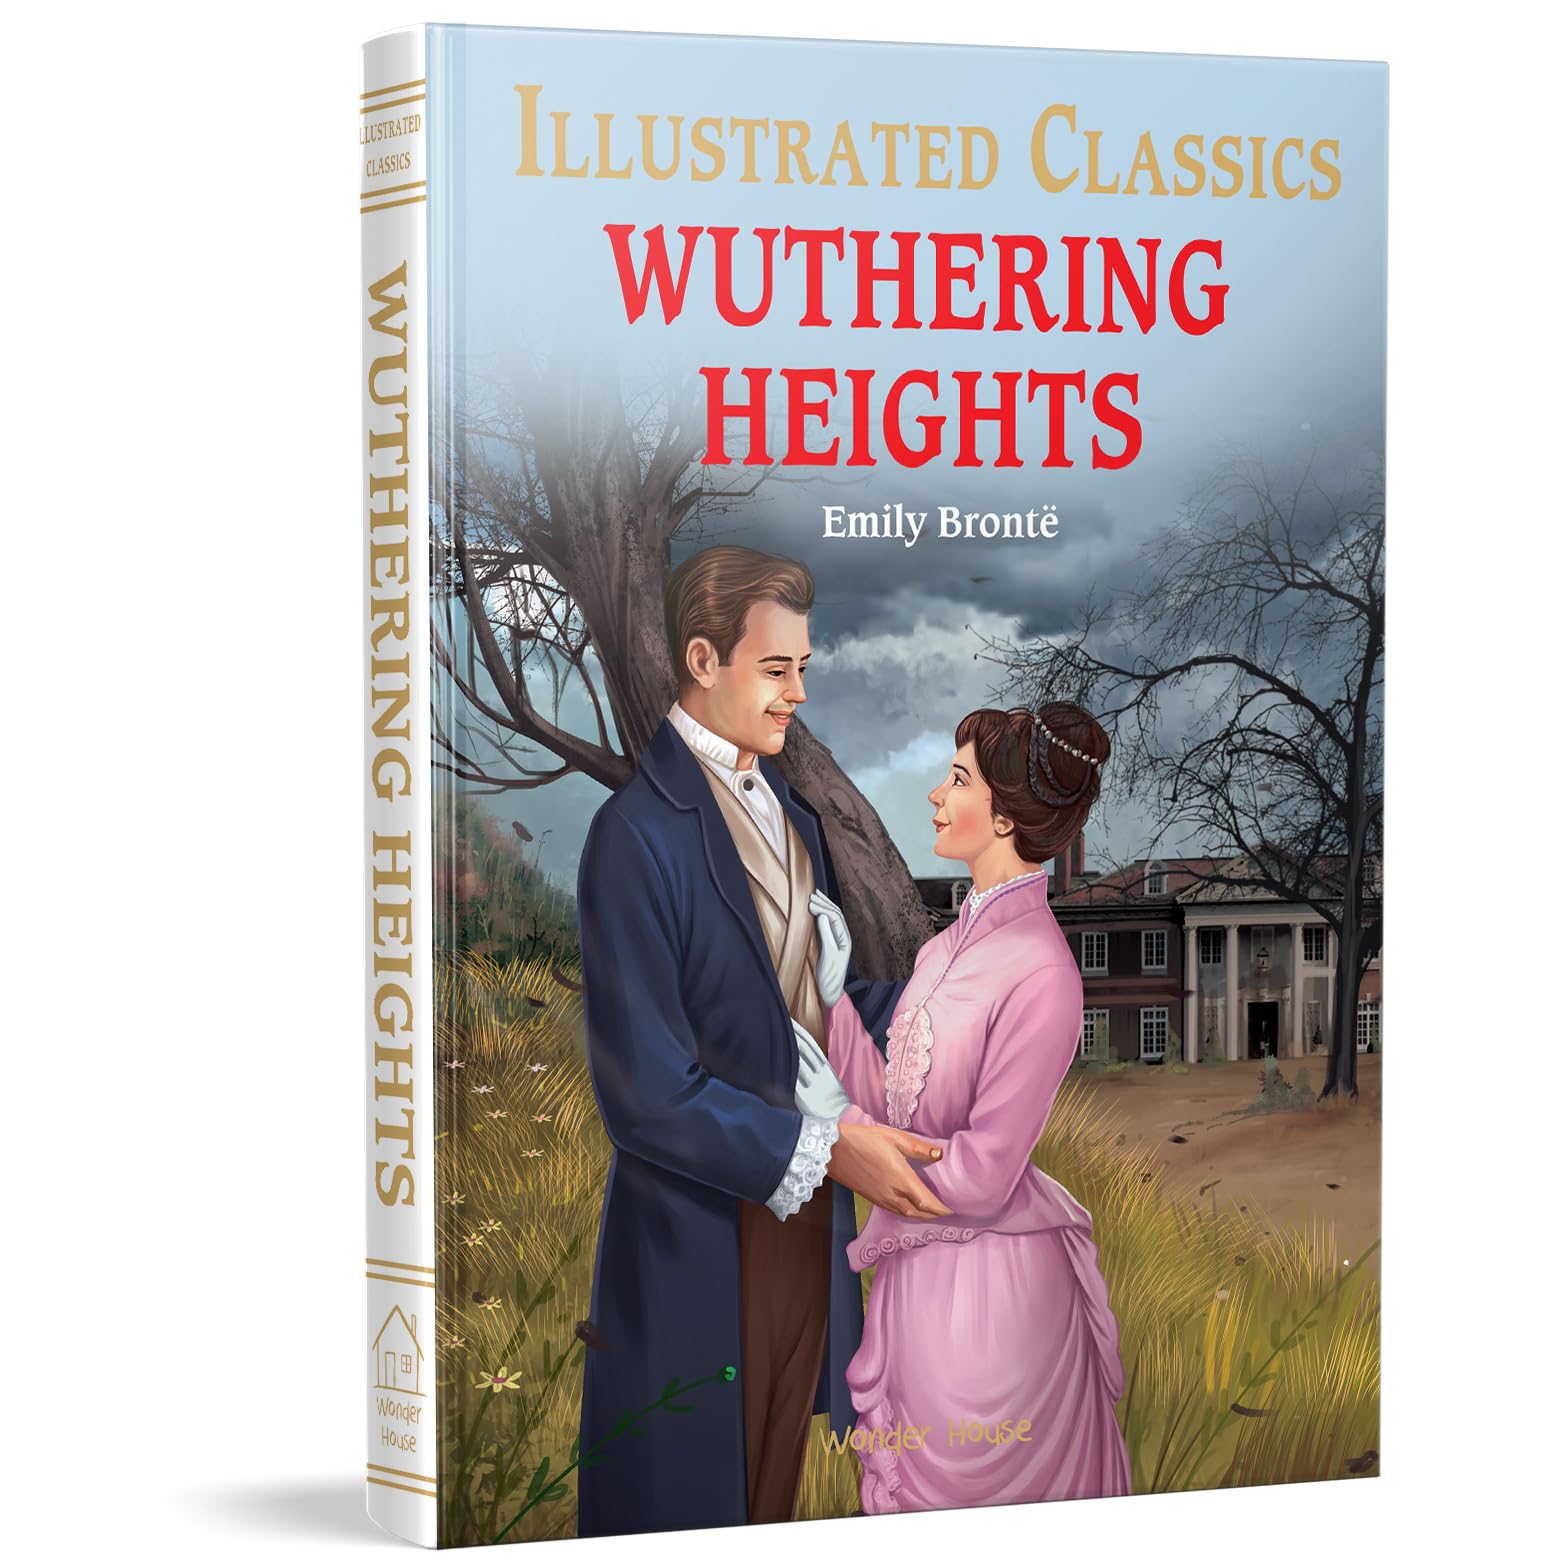 ILLUSTRATED CLASSICS
WUTHERING
HEIGHTS
Emily Brontë
Wonder House
ILLUSTRATED
CLASSICS
WUTHERING HEIGHTS
Wonder
House